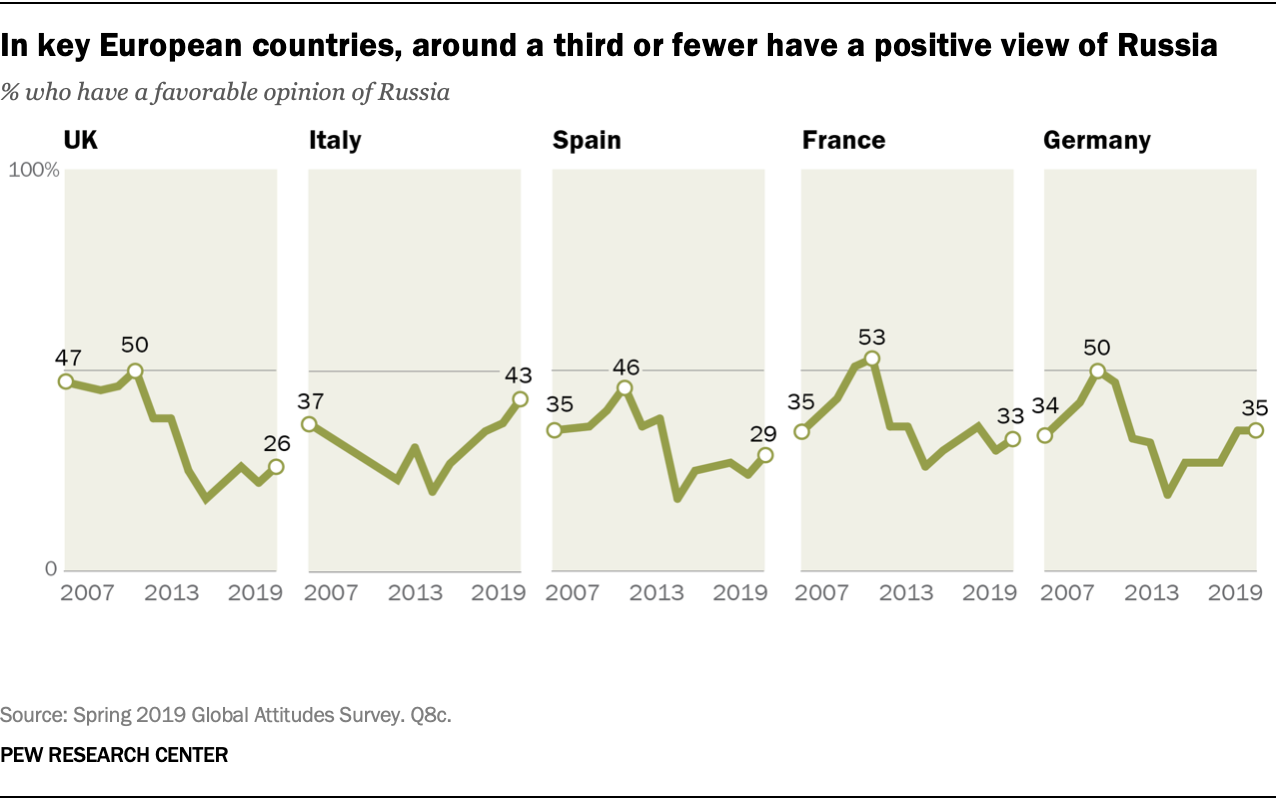 In key European countries, around a third or fewer have a positive view of Russia
% who have a favorable opinion of Russia
UK Italy Spain France Germany
100%
47 50 26
37 43
35 46 29
35 53 33
34 50 35
0
2007 2013 2019 2007 2013 2019 2007 2013 2019 2007 2013 2019 2007 2013 2019
Source: Spring 2019 Global Attitudes Survey. Q8c.
PEW RESEARCH CENTER